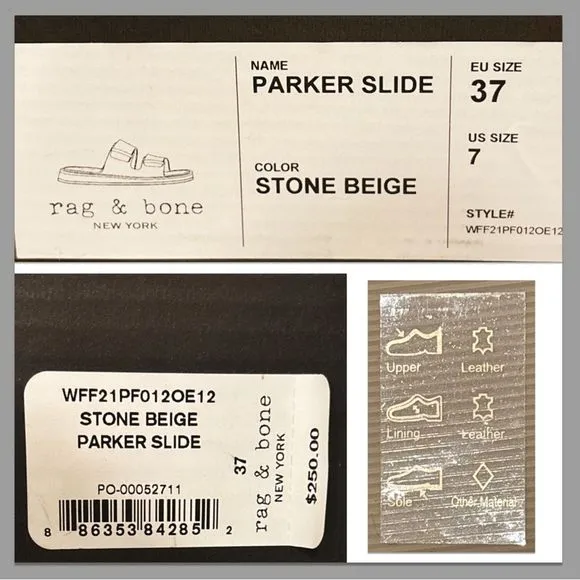 NAME
PARKER SLIDE
COLOR
STONE BEIGE
EU SIZE
37
US SIZE
7
STYLE#
WFF21PF012OE12
rag & bone
NEW YORK
WFF21PF012OE12
STONE BEIGE
PARKER SLIDE
PO-00052711
8 86353 84285 2
37
rag & bone
NEW YORK
$250.00
Upper Leather
Lining Leather
Sole Other Material